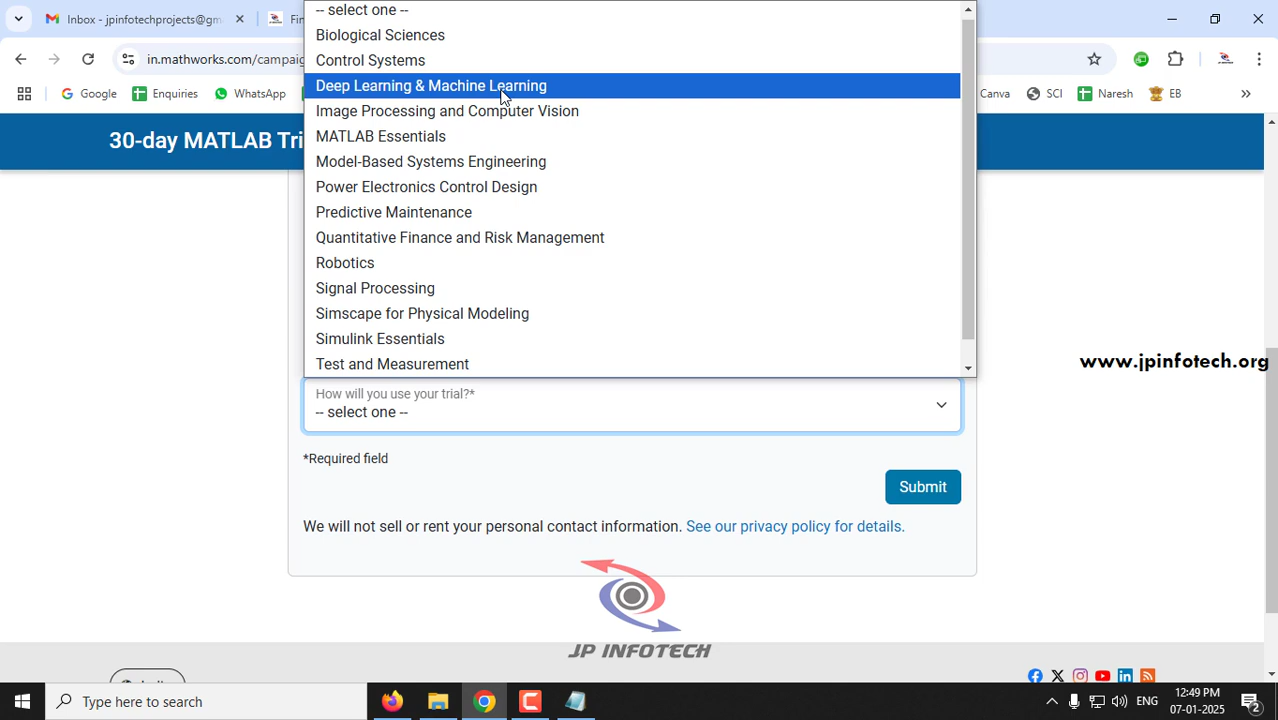 Inbox - jpinfotechprojects@gm
Fin
in.mathworks.com/campaig
Google
Enquiries
WhatsApp
Canva
SCI
Naresh
EB
30-day MATLAB Tri
-- select one --
Biological Sciences
Control Systems
Deep Learning & Machine Learning
Image Processing and Computer Vision
MATLAB Essentials
Model-Based Systems Engineering
Power Electronics Control Design
Predictive Maintenance
Quantitative Finance and Risk Management
Robotics
Signal Processing
Simscape for Physical Modeling
Simulink Essentials
Test and Measurement
www.jpinfotech.org
How will you use your trial?*
-- select one --
*Required field
Submit
We will not sell or rent your personal contact information. See our privacy policy for details.
JP INFOTECH
Type here to search
ENG
12:49 PM
07-01-2025
2